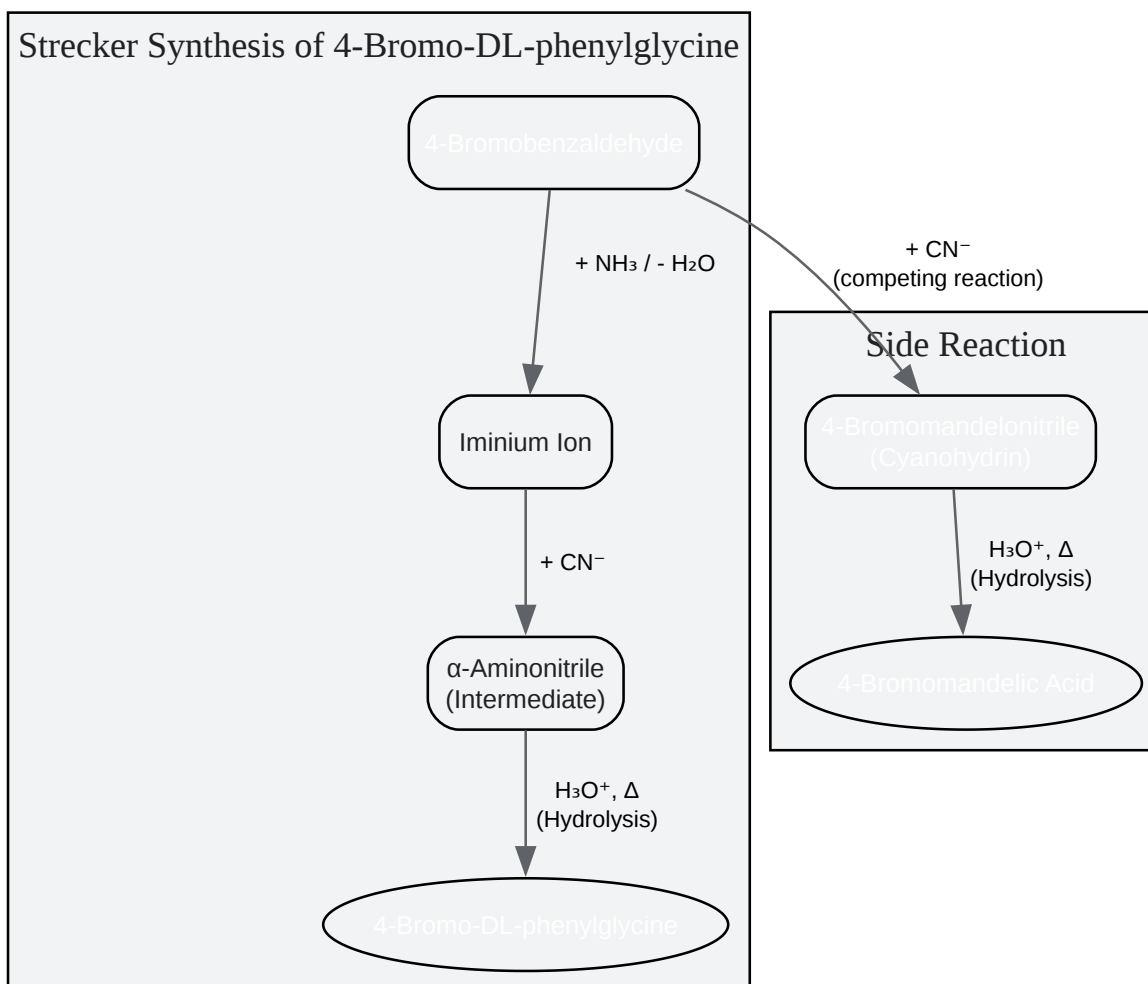 Strecker Synthesis of 4-Bromo-DL-phenylglycine
4-Bromobenzaldehyde
+ NH₃ / - H₂O
+ CN⁻
(competing reaction)
Side Reaction
Iminium Ion
4-Bromomandelonitrile
(Cyanohydrin)
+ CN⁻
H₃O⁺, Δ
(Hydrolysis)
α-Aminonitrile
(Intermediate)
4-Bromomandelic Acid
H₃O⁺, Δ
(Hydrolysis)
4-Bromo-DL-phenylglycine